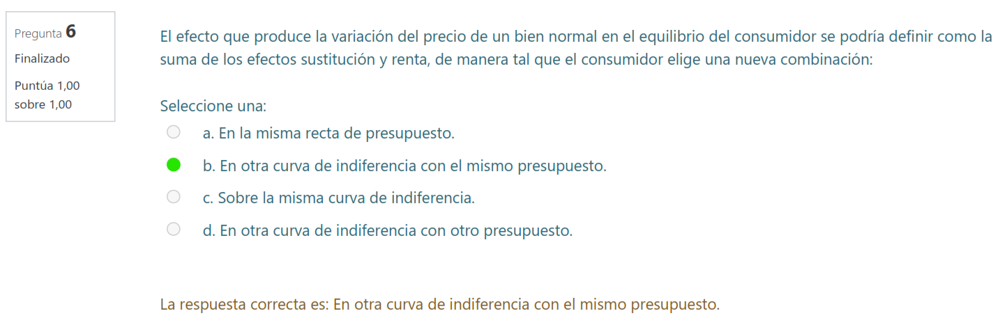 Pregunta 6
Finalizado
Puntúa 1,00
sobre 1,00
El efecto que produce la variación del precio de un bien normal en el equilibrio del consumidor se podría definir como la
suma de los efectos sustitución y renta, de manera tal que el consumidor elige una nueva combinación:
Seleccione una:
a. En la misma recta de presupuesto.
b. En otra curva de indiferencia con el mismo presupuesto.
c. Sobre la misma curva de indiferencia.
d. En otra curva de indiferencia con otro presupuesto.
La respuesta correcta es: En otra curva de indiferencia con el mismo presupuesto.